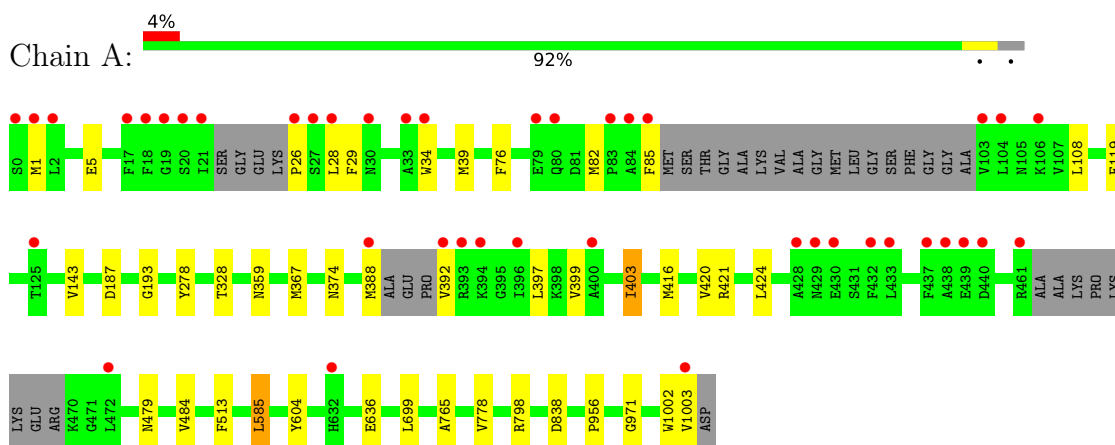 4%
Chain A:
92%
. .
S0 M1 L2 E5 F17 F18 G19 S20 I21 SER GLY GLU LYS P26 S27 L28 F29 N30 A33 W34 M39 F76 E79 Q80 D81 M82 P83 A84 F85 MET SER THR GLY ALA LYS VAL ALA GLY MET LEU GLY SER PHE GLY GLY ALA V103 L104 N105 K106 V107 L108
T125 V143 D187 G193 Y278 T328 N359 M367 N374 M388 ALA GLU PRO V392 R393 K394 G395 I396 L397 K398 V399 A400 I403 M416 V420 R421 L424 A428 N429 E430 S431 F432 L433 F437 A438 E439 D440 R461 ALA ALA LYS PRO LYS
LYS GLU ARG K470 G471 L472 N479 V484 F513 L585 Y604 H632 E636 L699 A765 V778 R798 D838 P956 G971 W1002 V1003 ASP